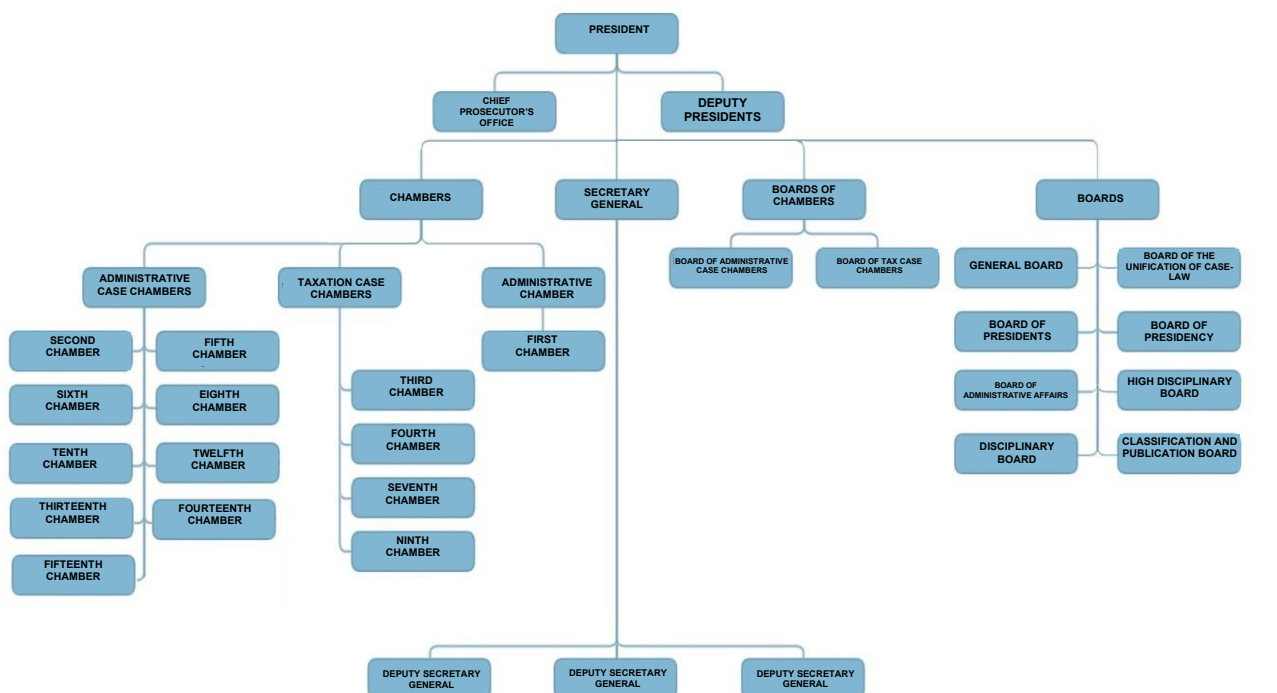 PRESIDENT
CHIEF
PROSECUTOR'S
OFFICE
DEPUTY
PRESIDENTS
CHAMBERS
SECRETARY
GENERAL
BOARDS OF
CHAMBERS
BOARDS
ADMINISTRATIVE
CASE CHAMBERS
TAXATION CASE
CHAMBERS
ADMINISTRATIVE
CHAMBER
BOARD OF ADMINISTRATIVE
CASE CHAMBERS
BOARD OF TAX CASE
CHAMBERS
GENERAL BOARD
BOARD OF THE
UNIFICATION OF CASE-
LAW
SECOND
CHAMBER
FIFTH
CHAMBER
SIXTH
CHAMBER
EIGHTH
CHAMBER
TENTH
CHAMBER
TWELFTH
CHAMBER
THIRTEENTH
CHAMBER
FOURTEENTH
CHAMBER
FIFTEENTH
CHAMBER
THIRD
CHAMBER
FOURTH
CHAMBER
SEVENTH
CHAMBER
NINTH
CHAMBER
FIRST
CHAMBER
BOARD OF
PRESIDENTS
BOARD OF
PRESIDENCY
BOARD OF
ADMINISTRATIVE AFFAIRS
HIGH DISCIPLINARY
BOARD
DISCIPLINARY
BOARD
CLASSIFICATION AND
PUBLICATION BOARD
DEPUTY SECRETARY
GENERAL
DEPUTY SECRETARY
GENERAL
DEPUTY SECRETARY
GENERAL